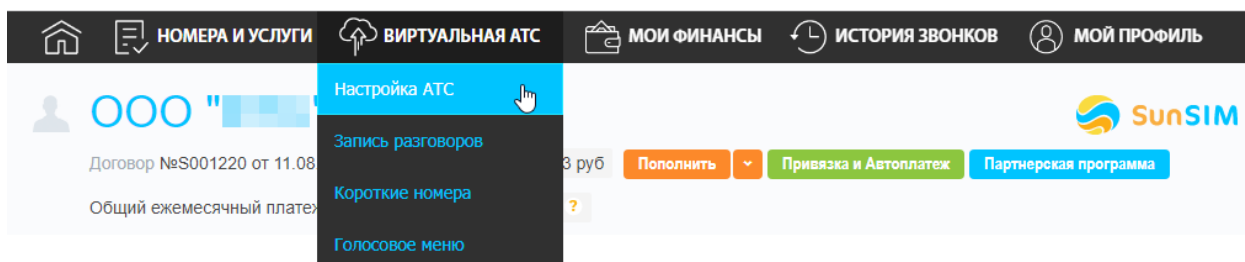 НОМЕРА И УСЛУГИ ВИРТУАЛЬНАЯ АТС МОИ ФИНАНСЫ ИСТОРИЯ ЗВОНКОВ МОЙ ПРОФИЛЬ
Настройка АТС
ООО "
SunSIM
Запись разговоров
Договор №S001220 от 11.08 3 руб Пополнить Привязка и Автоплатеж Партнерская программа
Короткие номера
Общий ежемесячный ?
Голосовое меню